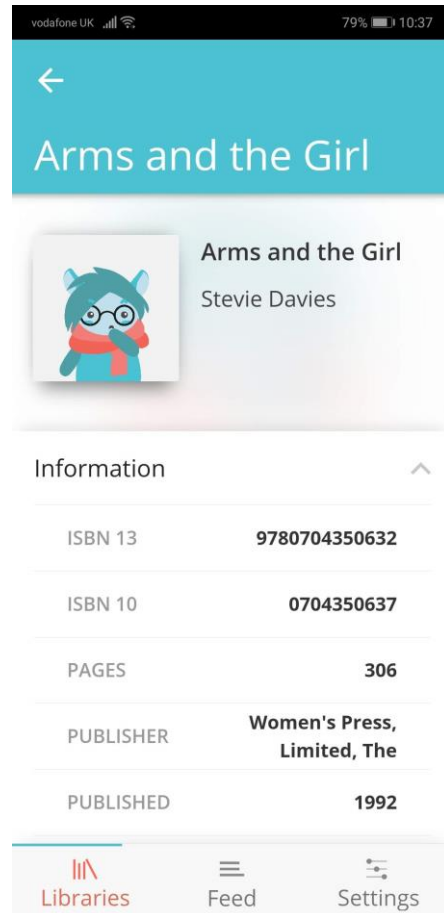 vodafone UK 79% 10:37
Arms and the Girl
Arms and the Girl
Stevie Davies
Information
ISBN 13 9780704350632
ISBN 10 0704350637
PAGES 306
PUBLISHER Women's Press,
Limited, The
PUBLISHED 1992
Libraries Feed Settings